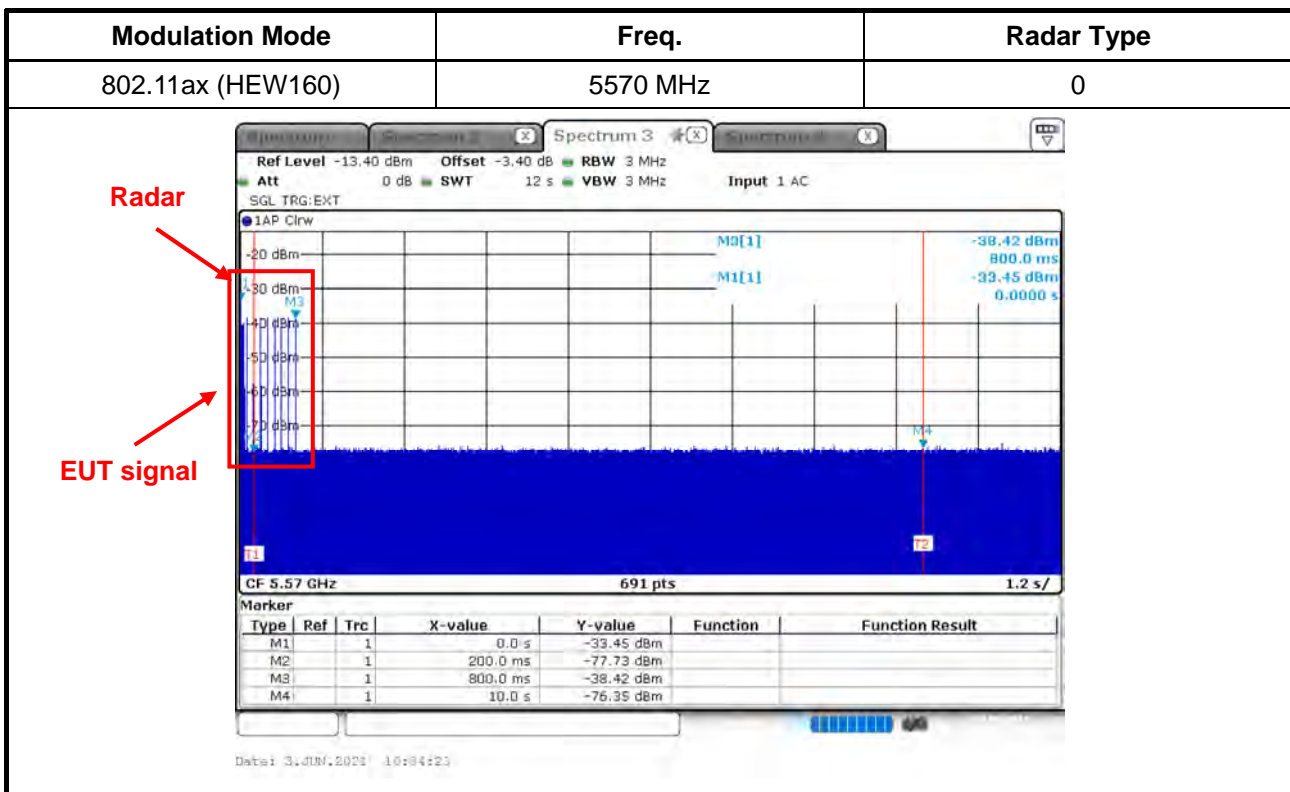 Modulation Mode Freq. Radar Type
802.11ax (HEW160) 5570 MHz 0
Spectrum 3
Ref Level -13.40 dBm Offset -3.40 dB RBW 3 MHz
Att 0 dB SWT 12 s VBW 3 MHz Input 1 AC
SGL TRG:EXT
1AP Clrw
Radar
M3[1] -38.42 dBm
800.0 ms
M1[1] -33.45 dBm
0.0000 s
-20 dBm
-30 dBm
M3
-40 dBm
-50 dBm
-60 dBm
-70 dBm
M4
EUT signal
T1
T2
CF 5.57 GHz 691 pts 1.2 s/
Marker
Type Ref Trc X-value Y-value Function Function Result
M1 1 0.0 s -33.45 dBm
M2 1 200.0 ms -77.73 dBm
M3 1 800.0 ms -38.42 dBm
M4 1 10.0 s -76.35 dBm
Date: 3.JUN.2021